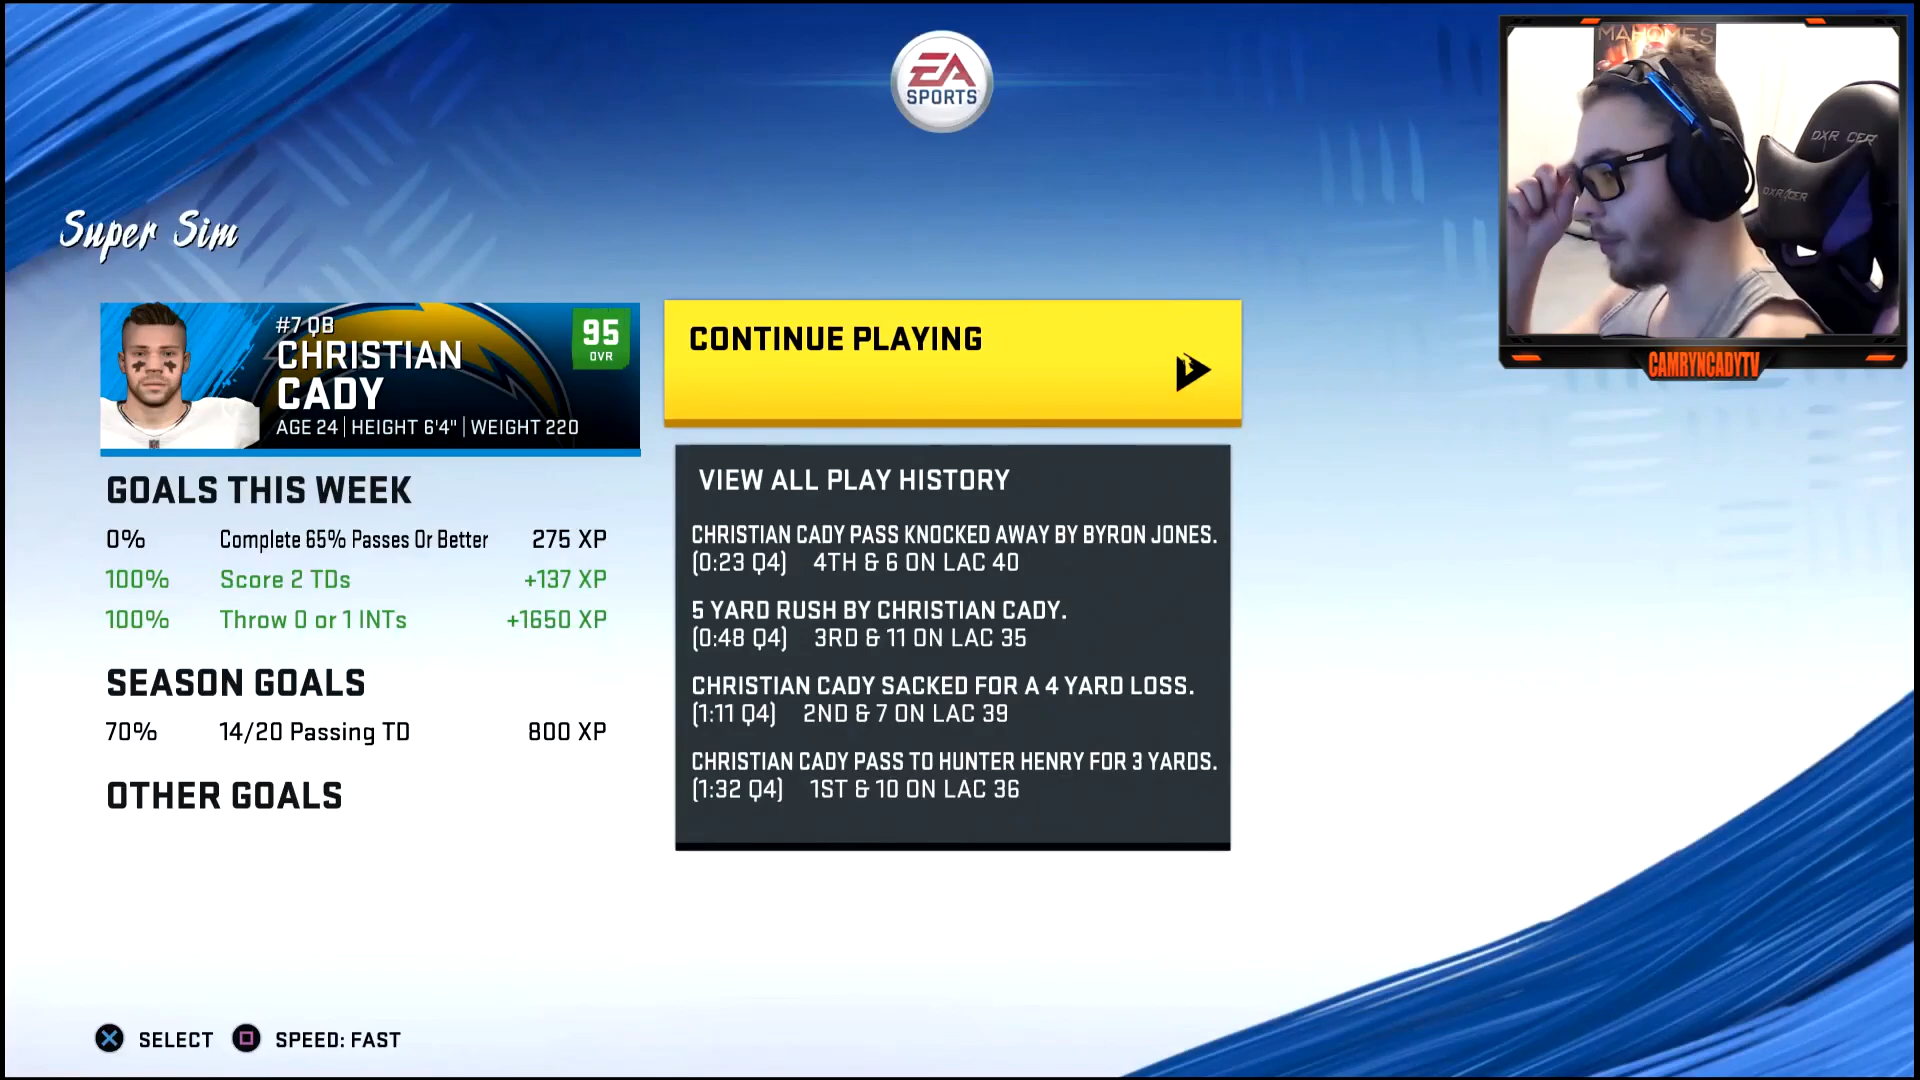 EA
SPORTS
MAHOMES
DXRACER
CAMRYNCADYTV
Super Sim
#7 QB
CHRISTIAN
CADY
AGE 24 | HEIGHT 6'4" | WEIGHT 220
95
OVR
GOALS THIS WEEK
0% Complete 65% Passes Or Better 275 XP
100% Score 2 TDs +137 XP
100% Throw 0 or 1 INTs +1650 XP
SEASON GOALS
70% 14/20 Passing TD 800 XP
OTHER GOALS
CONTINUE PLAYING
VIEW ALL PLAY HISTORY
CHRISTIAN CADY PASS KNOCKED AWAY BY BYRON JONES.
(0:23 Q4) 4TH & 6 ON LAC 40
5 YARD RUSH BY CHRISTIAN CADY.
(0:48 Q4) 3RD & 11 ON LAC 35
CHRISTIAN CADY SACKED FOR A 4 YARD LOSS.
(1:11 Q4) 2ND & 7 ON LAC 39
CHRISTIAN CADY PASS TO HUNTER HENRY FOR 3 YARDS.
(1:32 Q4) 1ST & 10 ON LAC 36
SELECT SPEED: FAST